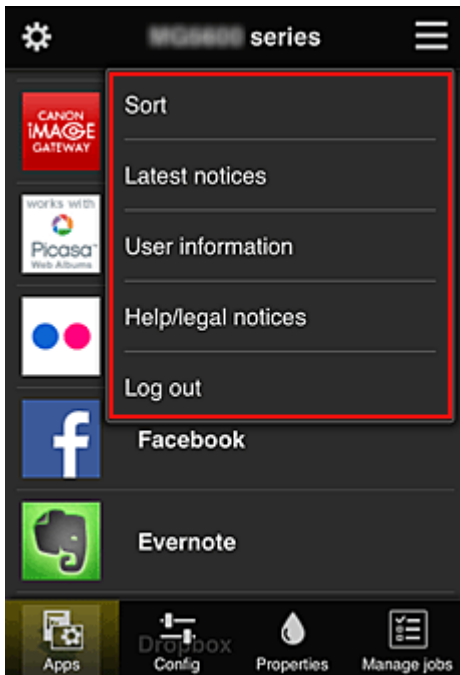 series
CANON
iMAGE
GATEWAY
Sort
Latest notices
works with
Picasa™
Web Albums
User information
Help/legal notices
Log out
Facebook
Evernote
Dropbox
Apps
Config
Properties
Manage jobs